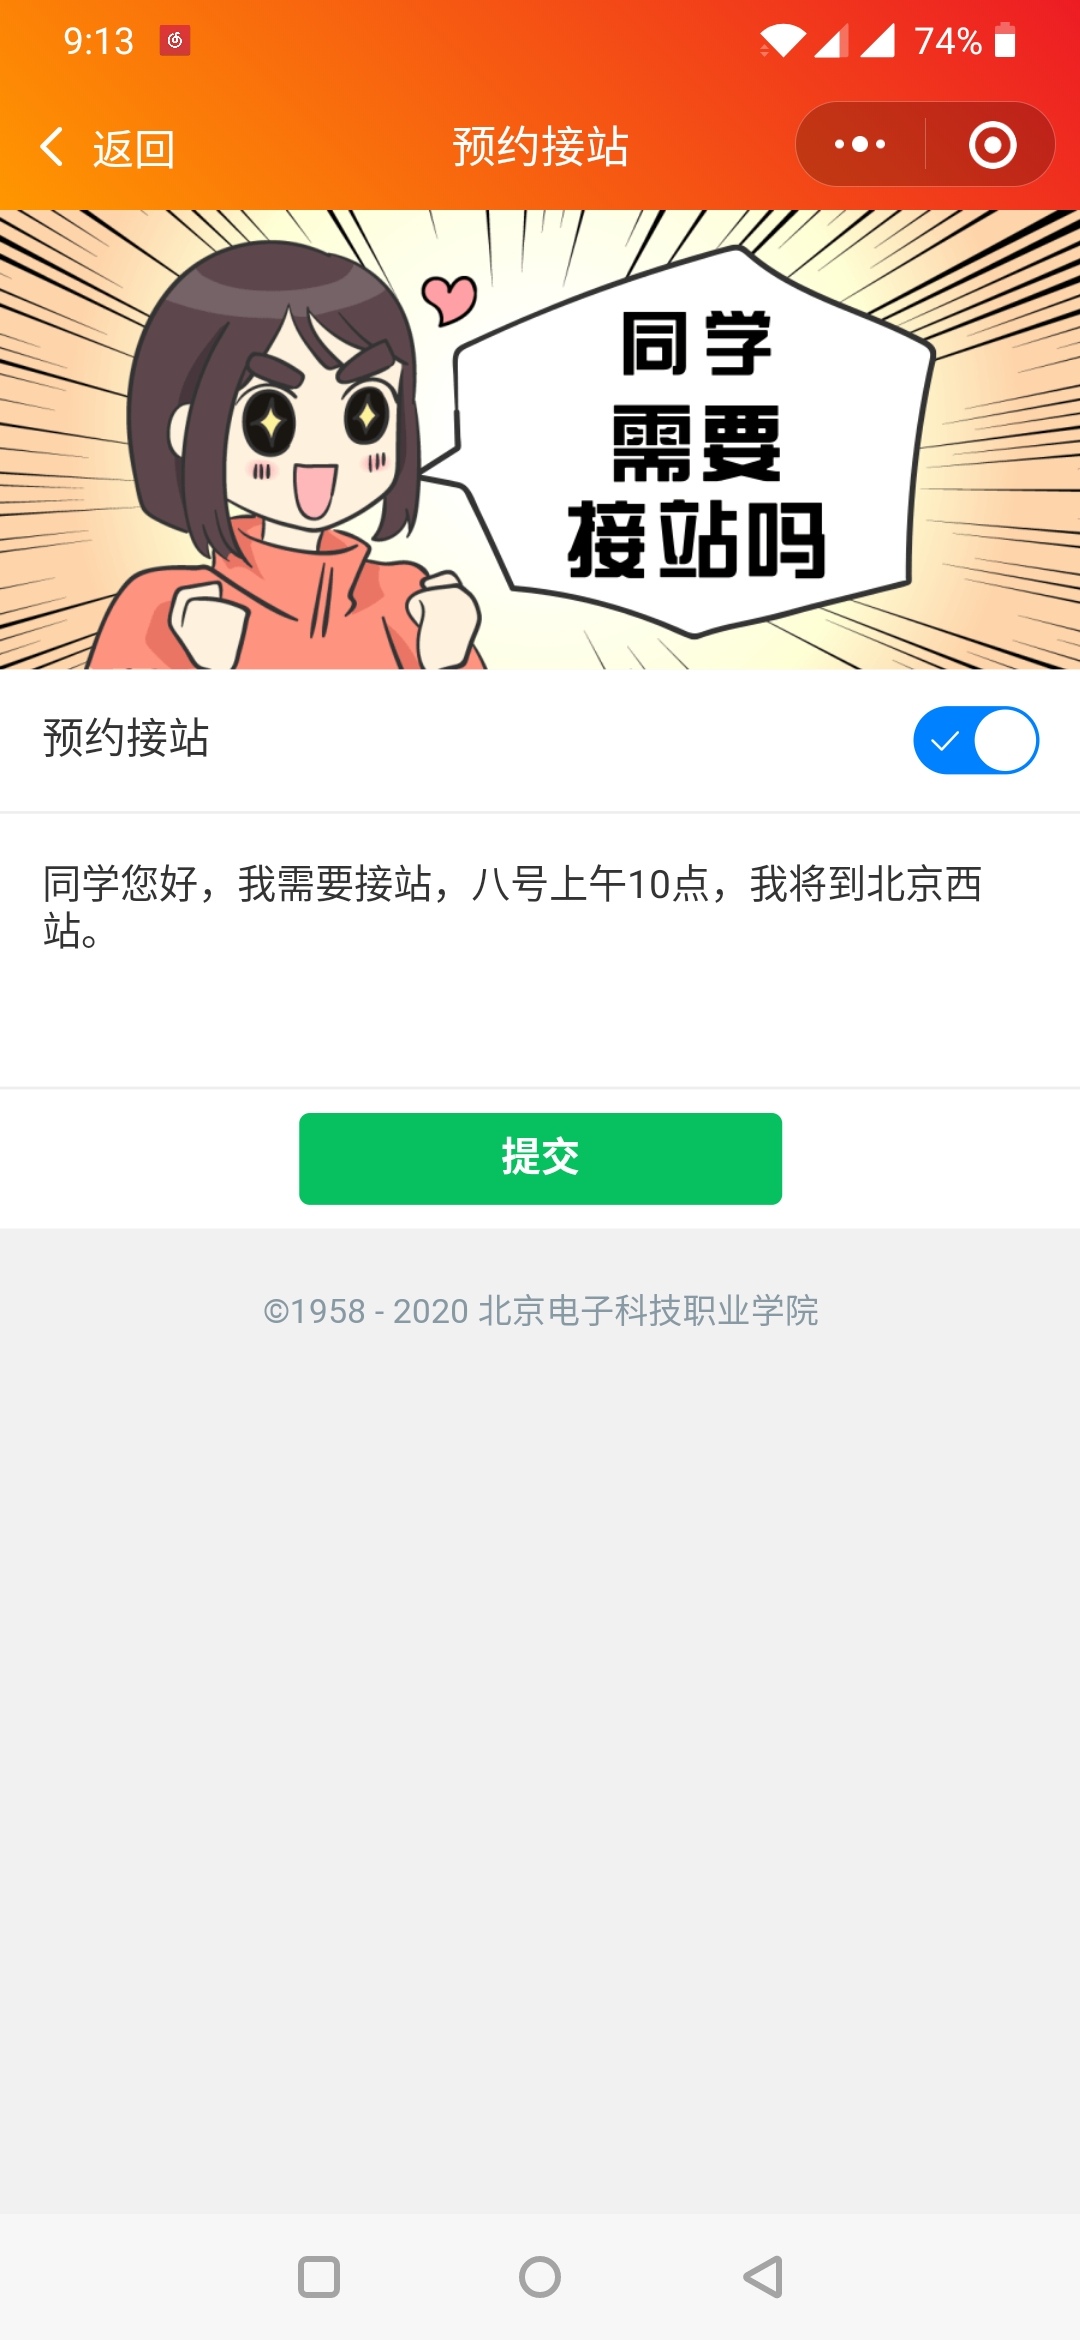 9:13
74%
返回
预约接站
同学
需要
接站吗
预约接站
同学您好，我需要接站，八号上午10点，我将到北京西
站。
提交
©1958 - 2020 北京电子科技职业学院